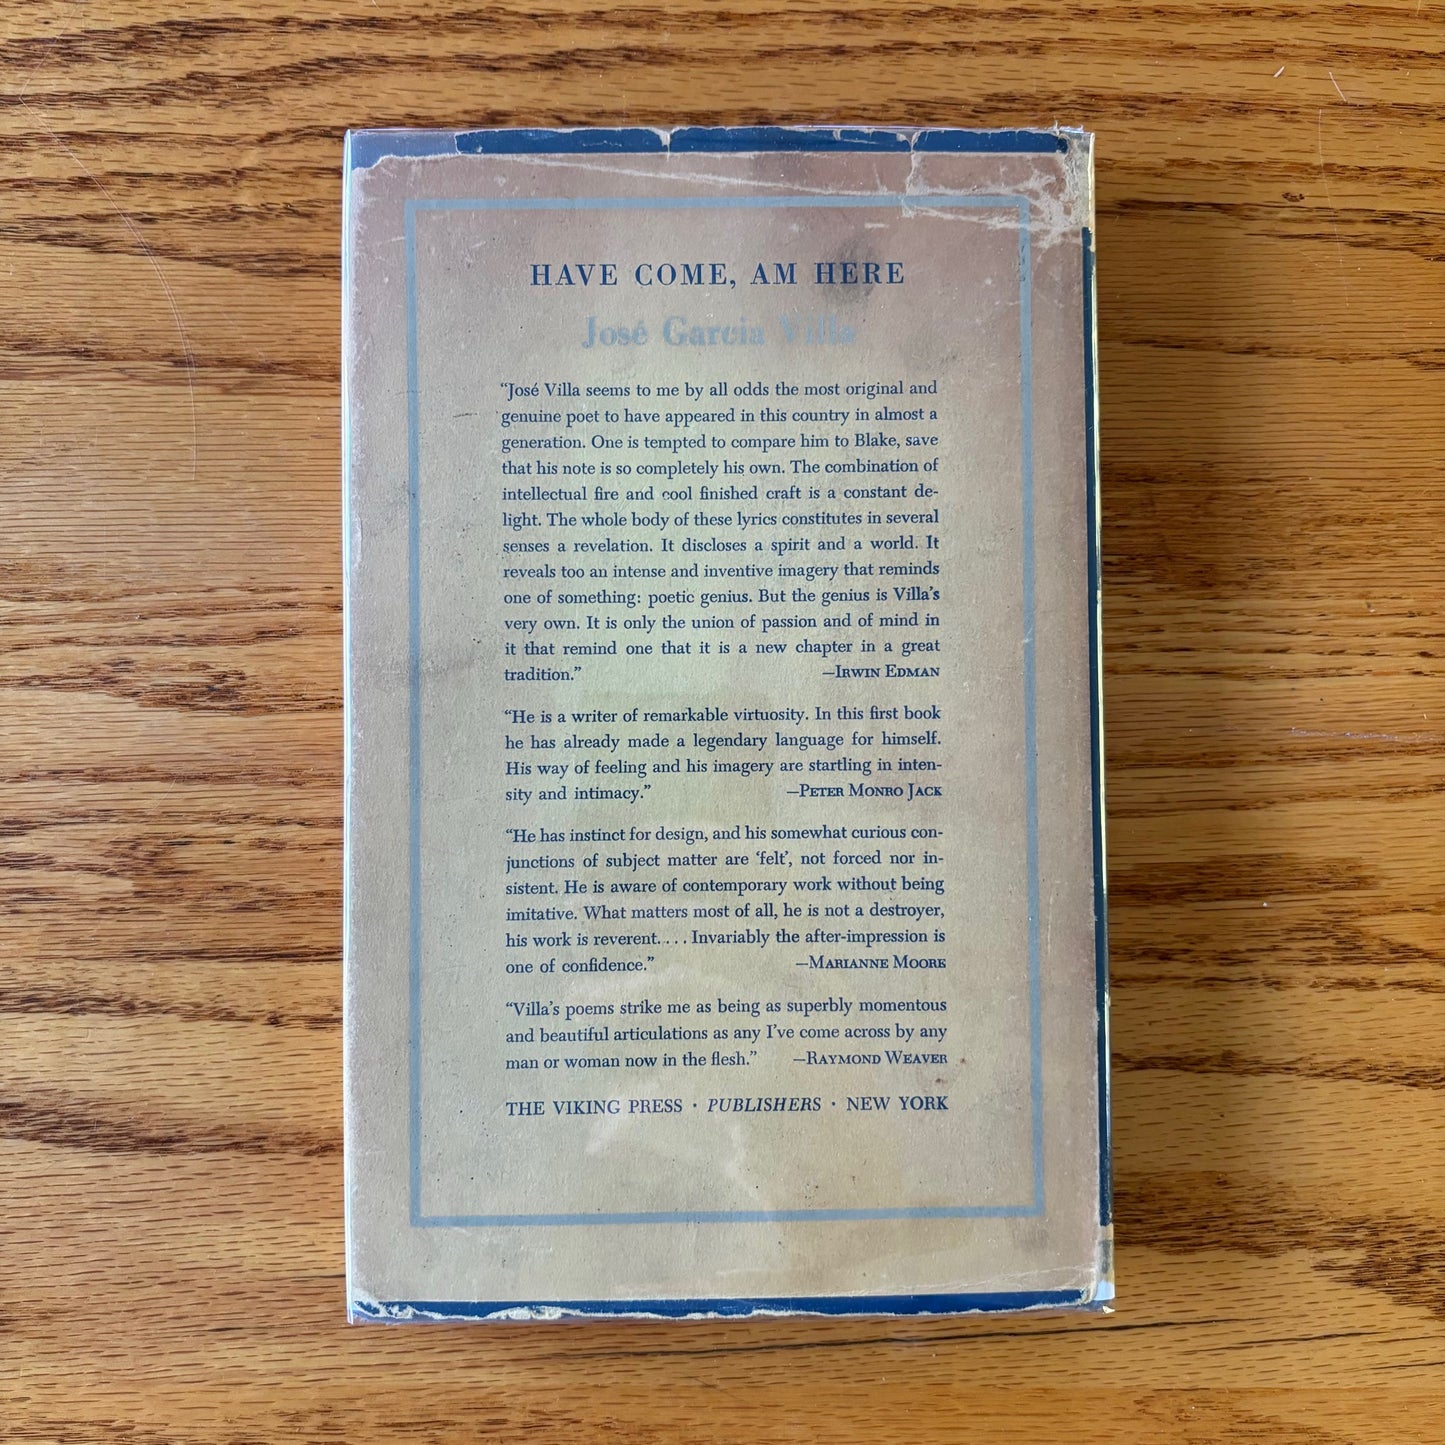 HAVE COME, AM HERE
José Garcia Villa
“José Villa seems to me by all odds the most original and
genuine poet to have appeared in this country in almost a
generation. One is tempted to compare him to Blake, save
that his note is so completely his own. The combination of
intellectual fire and cool finished craft is a constant de-
light. The whole body of these lyrics constitutes in several
senses a revelation. It discloses a spirit and a world. It
reveals too an intense and inventive imagery that reminds
one of something: poetic genius. But the genius is Villa’s
very own. It is only the union of passion and of mind in
it that remind one that it is a new chapter in a great
tradition.” —IRWIN EDMAN
“He is a writer of remarkable virtuosity. In this first book
he has already made a legendary language for himself.
His way of feeling and his imagery are startling in inten-
sity and intimacy.” —PETER MONRO JACK
“He has instinct for design, and his somewhat curious con-
junctions of subject matter are ‘felt’, not forced nor in-
sistent. He is aware of contemporary work without being
imitative. What matters most of all, he is not a destroyer,
his work is reverent.... Invariably the after-impression is
one of confidence.” —MARIANNE MOORE
“Villa’s poems strike me as being as superbly momentous
and beautiful articulations as any I’ve come across by any
man or woman now in the flesh.” —RAYMOND WEAVER
THE VIKING PRESS · PUBLISHERS · NEW YORK